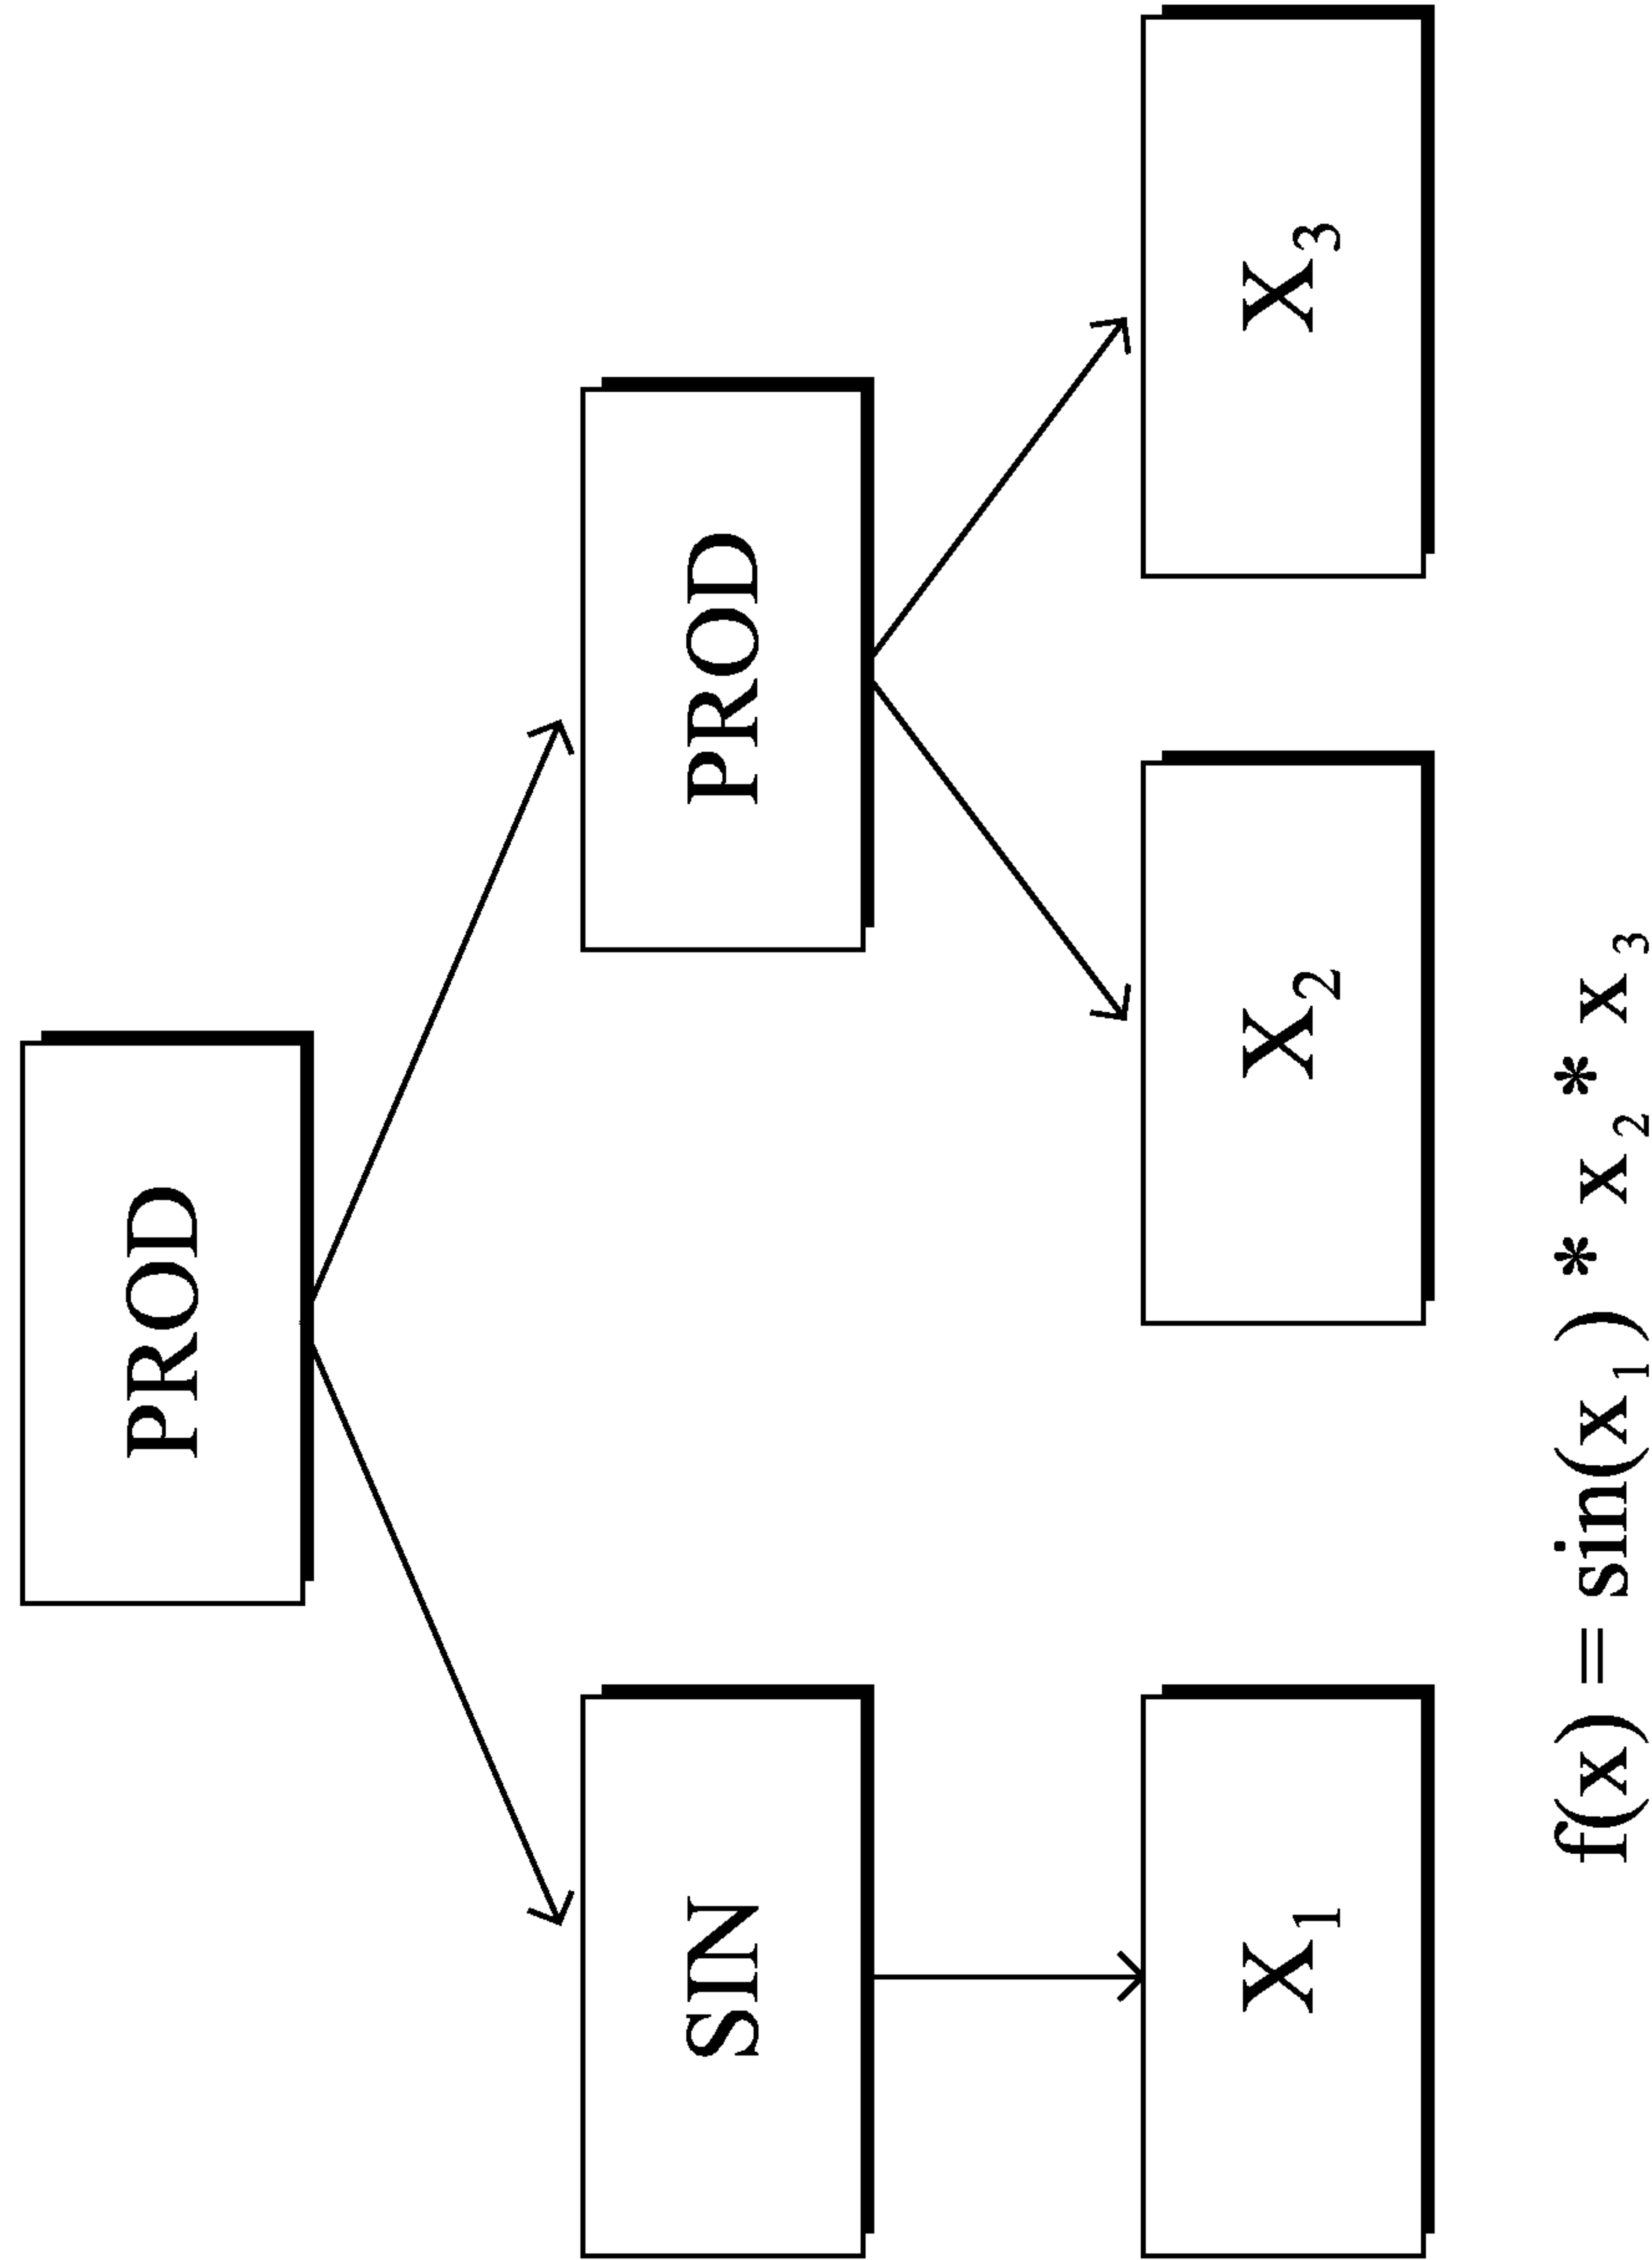 PROD
SIN
PROD
X₁
X₂
X₃
f(x) = sin(x₁) * x₂ * x₃